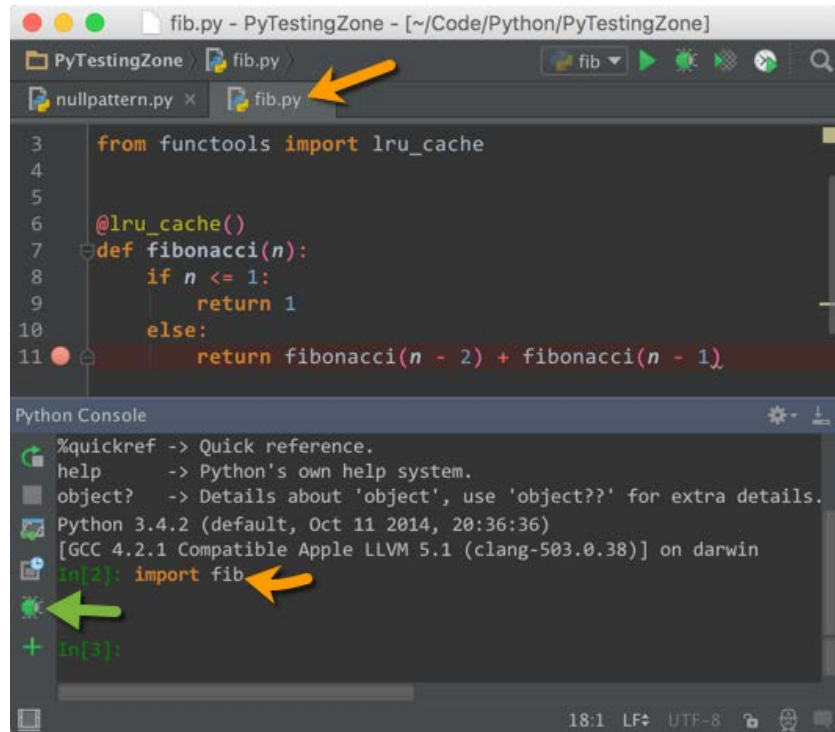 fib.py - PyTestingZone - [~/Code/Python/PyTestingZone]
PyTestingZone fib.py fib
nullpattern.py × fib.py
3 from functools import lru_cache
4
5
6 @lru_cache()
7 def fibonacci(n):
8 if n <= 1:
9 return 1
10 else:
11 return fibonacci(n - 2) + fibonacci(n - 1)
Python Console
%quickref -> Quick reference.
help -> Python's own help system.
object? -> Details about 'object', use 'object??' for extra details.
Python 3.4.2 (default, Oct 11 2014, 20:36:36)
[GCC 4.2.1 Compatible Apple LLVM 5.1 (clang-503.0.38)] on darwin
In[2]: import fib
In[3]:
18:1 LF UTF-8